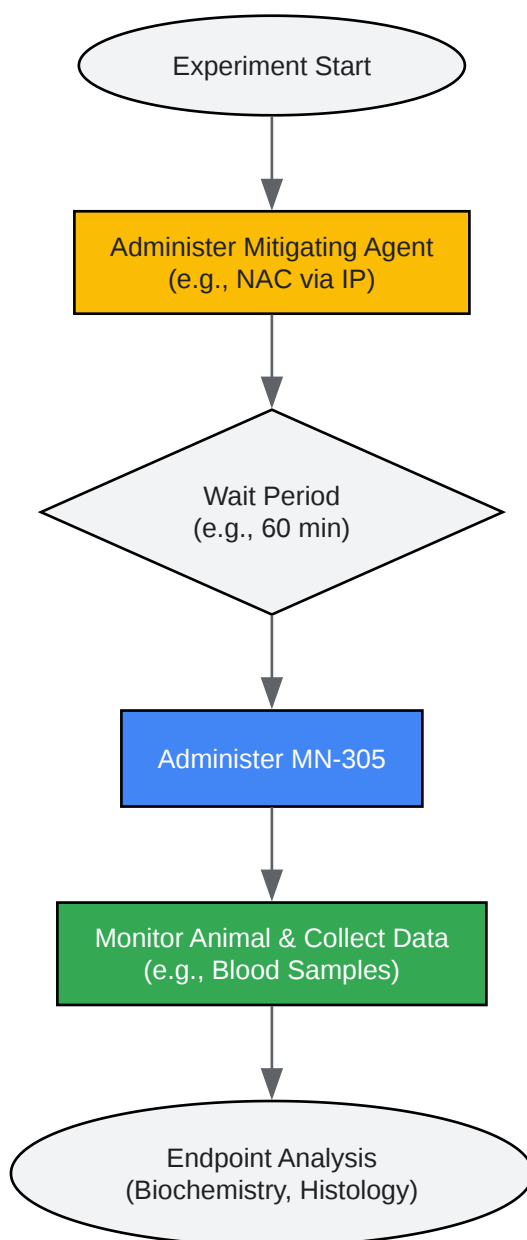 Experiment Start
Administer Mitigating Agent
(e.g., NAC via IP)
Wait Period
(e.g., 60 min)
Administer MN-305
Monitor Animal & Collect Data
(e.g., Blood Samples)
Endpoint Analysis
(Biochemistry, Histology)